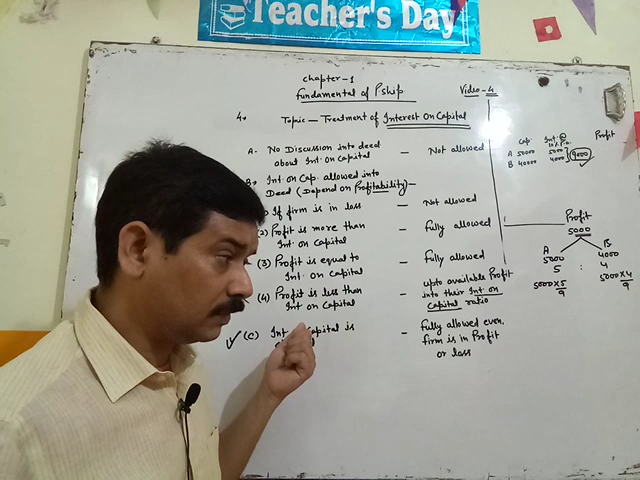 Teacher's Day
Chapter-1
Fundamental of Pship
Video-4
4. Topic — Treatment of Interest On Capital
A- No Discussion into deed — Not allowed
about Int. on Capital
B. Int. on Cap. allowed into
Deed (Depend on Profitability) —
If firm is in loss — Not allowed
(2) Profit is more than — Fully allowed
Int. on Capital
(3) Profit is equal to — Fully allowed
Int. on Capital
(4) Profit is less than — upto available Profit
Int. on Capital into their Int. on
Capital ratio
(C) Int. Capital is — Fully allowed even
firm is in Profit
or loss
Cap. Int. @ Profit
10% P.a.
A 50000 5000
B 40000 4000
9000
Profit
5000
A B
5000 4000
5 : 4
5000×5/9 5000×4/9